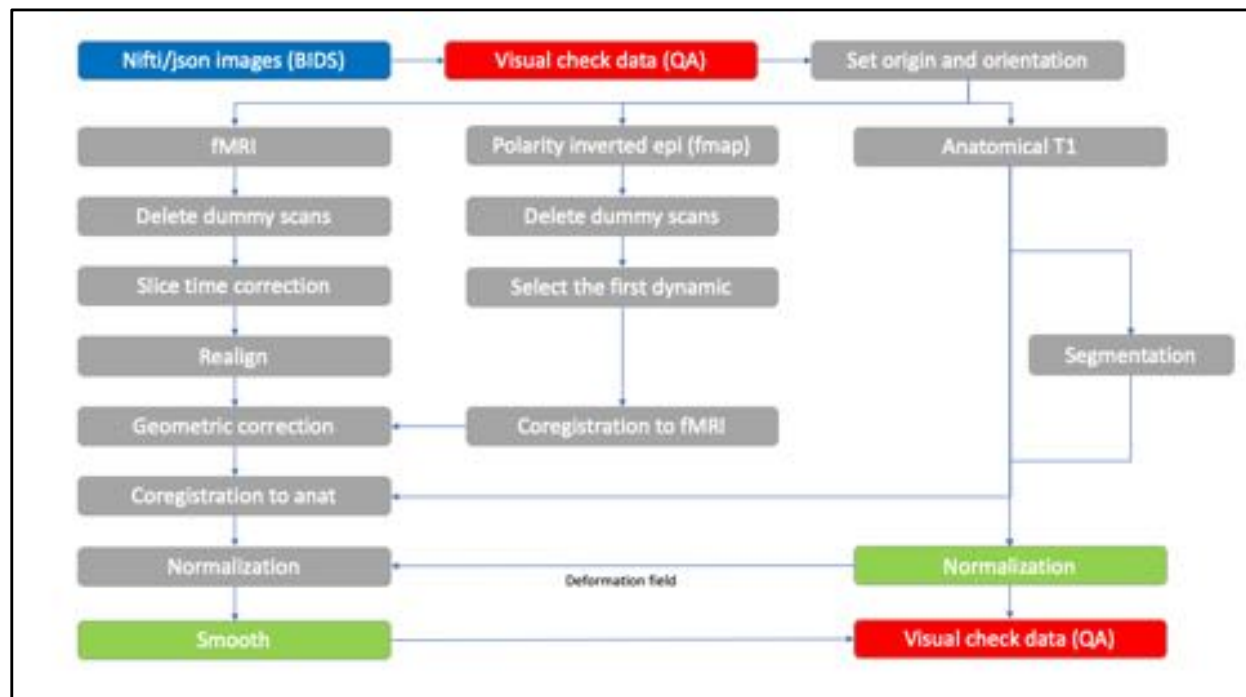 Nifti/json images (BIDS)
Visual check data (QA)
Set origin and orientation
fMRI
Polarity inverted epi (fmap)
Anatomical T1
Delete dummy scans
Delete dummy scans
Slice time correction
Select the first dynamic
Realign
Segmentation
Geometric correction
Coregistration to fMRI
Coregistration to anat
Normalization
Deformation field
Normalization
Smooth
Visual check data (QA)